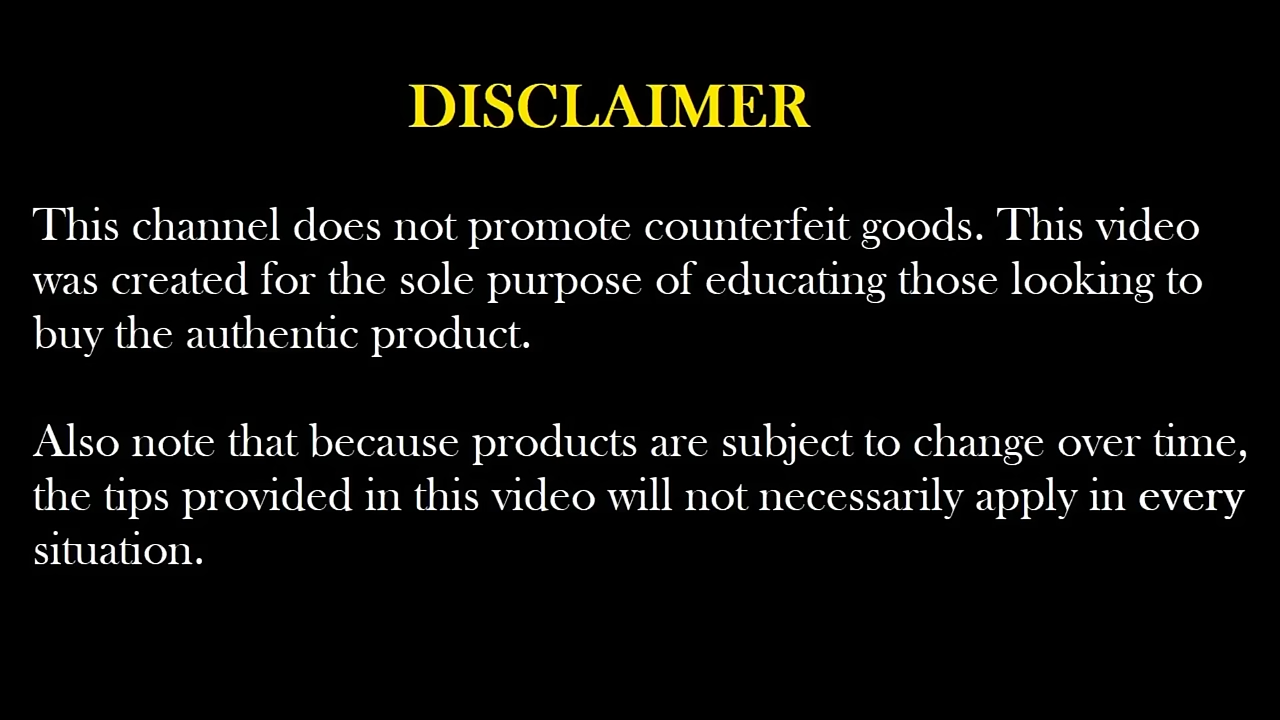 DISCLAIMER
This channel does not promote counterfeit goods. This video
was created for the sole purpose of educating those looking to
buy the authentic product.
Also note that because products are subject to change over time,
the tips provided in this video will not necessarily apply in every
situation.